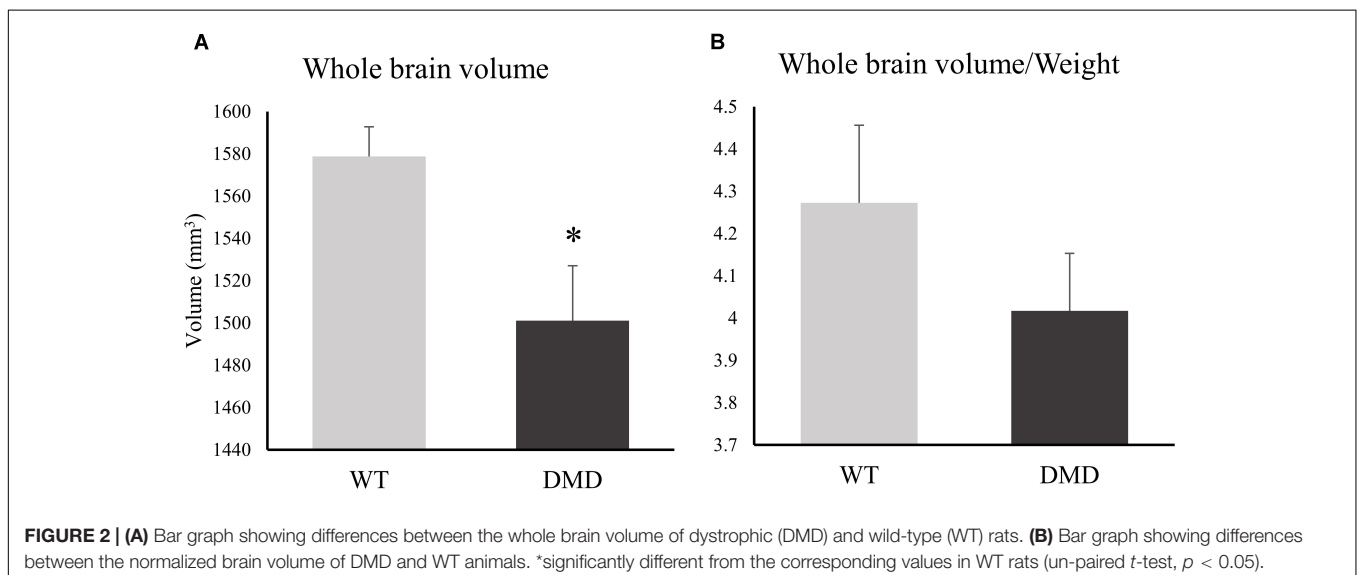 A
Whole brain volume
1600
1580
1560
1540
1520
1500
1480
1460
1440
Volume (mm³)
*
WT
DMD
B
Whole brain volume/Weight
4.5
4.4
4.3
4.2
4.1
4
3.9
3.8
3.7
WT
DMD
FIGURE 2 | (A) Bar graph showing differences between the whole brain volume of dystrophic (DMD) and wild-type (WT) rats. (B) Bar graph showing differences
between the normalized brain volume of DMD and WT animals. *significantly different from the corresponding values in WT rats (un-paired t-test, p < 0.05).